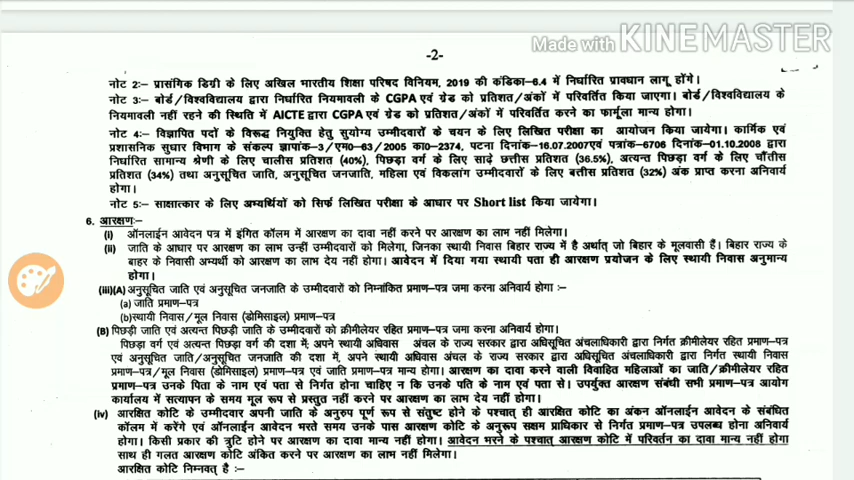 Made with KINEMASTER
-2-
नोट 2:- प्रासंगिक डिग्री के लिए अखिल भारतीय शिक्षा परिषद विनियम, 2019 की कंडिका-6.4 में निर्धारित प्रावधान लागू होंगे।
नोट 3:- बोर्ड/विश्वविद्यालय द्वारा निर्धारित नियमावली के CGPA एवं ग्रेड को प्रतिशत/अंकों में परिवर्तित किया जाएगा। बोर्ड/विश्वविद्यालय के
नियमावली नहीं रहने की स्थिति में AICTE द्वारा CGPA एवं ग्रेड को प्रतिशत/अंकों में परिवर्तित करने का फार्मूला मान्य होगा।
नोट 4:- विज्ञापित पदों के विरूद्ध नियुक्ति हेतु सुयोग्य उम्मीदवारों के चयन के लिए लिखित परीक्षा का आयोजन किया जायेगा। कार्मिक एवं
प्रशासनिक सुधार विभाग के संकल्प ज्ञापांक-3/एम0-63/2005 का0-2374, पटना दिनांक-16.07.2007एवं पत्रांक-6706 दिनांक-01.10.2008 द्वारा
निर्धारित सामान्य श्रेणी के लिए चालीस प्रतिशत (40%), पिछड़ा वर्ग के लिए साढ़े छत्तीस प्रतिशत (36.5%), अत्यन्त पिछड़ा वर्ग के लिए चौंतीस
प्रतिशत (34%) तथा अनुसूचित जाति, अनुसूचित जनजाति, महिला एवं विकलांग उम्मीदवारों के लिए बत्तीस प्रतिशत (32%) अंक प्राप्त करना अनिवार्य
होगा।
नोट 5:- साक्षात्कार के लिए अभ्यर्थियों को सिर्फ लिखित परीक्षा के आधार पर Short list किया जायेगा।
6. आरक्षण:-
(i) ऑनलाईन आवेदन पत्र में इंगित कॉलम में आरक्षण का दावा नहीं करने पर आरक्षण का लाभ नहीं मिलेगा।
(ii) जाति के आधार पर आरक्षण का लाभ उन्हीं उम्मीदवारों को मिलेगा, जिनका स्थायी निवास बिहार राज्य में है अर्थात् जो बिहार के मूलवासी हैं। बिहार राज्य के
बाहर के निवासी अभ्यर्थी को आरक्षण का लाभ देय नहीं होगा। आवेदन में दिया गया स्थायी पता ही आरक्षण प्रयोजन के लिए स्थायी निवास अनुमान्य
होगा।
(iii)(A) अनुसूचित जाति एवं अनुसूचित जनजाति के उम्मीदवारों को निम्नांकित प्रमाण-पत्र जमा करना अनिवार्य होगा :-
(a) जाति प्रमाण-पत्र
(b)स्थायी निवास/मूल निवास (डोमिसाइल) प्रमाण-पत्र
(B) पिछड़ी जाति एवं अत्यन्त पिछड़ी जाति के उम्मीदवारों को क्रीमीलेयर रहित प्रमाण-पत्र जमा करना अनिवार्य होगा।
पिछड़ा वर्ग एवं अत्यन्त पिछड़ा वर्ग की दशा में; अपने स्थायी अधिवास अंचल के राज्य सरकार द्वारा अधिसूचित अंचलाधिकारी द्वारा निर्गत क्रीमीलेयर रहित प्रमाण-पत्र
एवं अनुसूचित जाति/अनुसूचित जनजाति की दशा में, अपने स्थायी अधिवास अंचल के राज्य सरकार द्वारा अधिसूचित अंचलाधिकारी द्वारा निर्गत स्थायी निवास
प्रमाण-पत्र/मूल निवास (डोमिसाइल) प्रमाण-पत्र एवं जाति प्रमाण-पत्र मान्य होगा। आरक्षण का दावा करने वाली विवाहित महिलाओं का जाति/क्रीमीलेयर रहित
प्रमाण-पत्र उनके पिता के नाम एवं पता से निर्गत होना चाहिए न कि उनके पति के नाम एवं पता से। उपर्युक्त आरक्षण संबंधी सभी प्रमाण-पत्र आयोग
कार्यालय में सत्यापन के समय मूल रूप से प्रस्तुत नहीं करने पर आरक्षण का लाभ देय नहीं होगा।
(iv) आरक्षित कोटि के उम्मीदवार अपनी जाति के अनुरुप पूर्ण रूप से संतुष्ट होने के पश्चात् ही आरक्षित कोटि का अंकन ऑनलाईन आवेदन के संबंधित
कॉलम में करेंगे एवं ऑनलाईन आवेदन भरते समय उनके पास आरक्षण कोटि के अनुरूप सक्षम प्राधिकार से निर्गत प्रमाण-पत्र उपलब्ध होना अनिवार्य
होगा। किसी प्रकार की त्रुटि होने पर आरक्षण का दावा मान्य नहीं होगा। आवेदन भरने के पश्चात् आरक्षण कोटि में परिवर्तन का दावा मान्य नहीं होगा
साथ ही गलत आरक्षण कोटि अंकित करने पर आरक्षण का लाभ नहीं मिलेगा।
आरक्षित कोटि निम्नवत् है :-